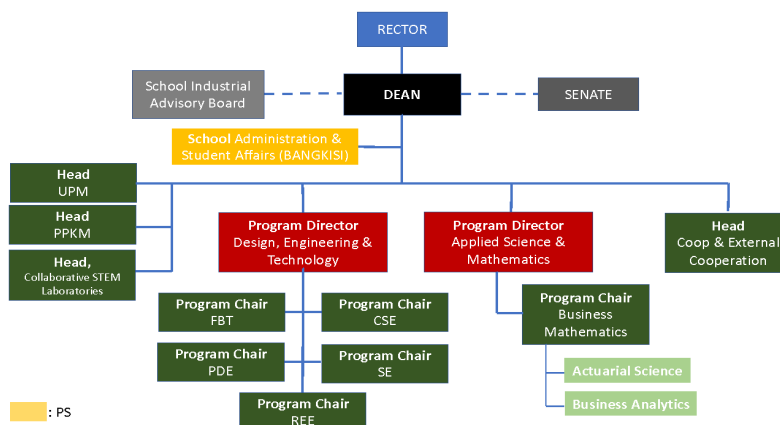 RECTOR
School Industrial
Advisory Board
DEAN
SENATE
School Administration &
Student Affairs (BANGKISI)
Head
UPM
Head
PPKM
Head,
Collaborative STEM
Laboratories
Program Director
Design, Engineering &
Technology
Program Director
Applied Science &
Mathematics
Head
Coop & External
Cooperation
Program Chair
FBT
Program Chair
CSE
Program Chair
PDE
Program Chair
SE
Program Chair
REE
Program Chair
Business
Mathematics
Actuarial Science
Business Analytics
: PS